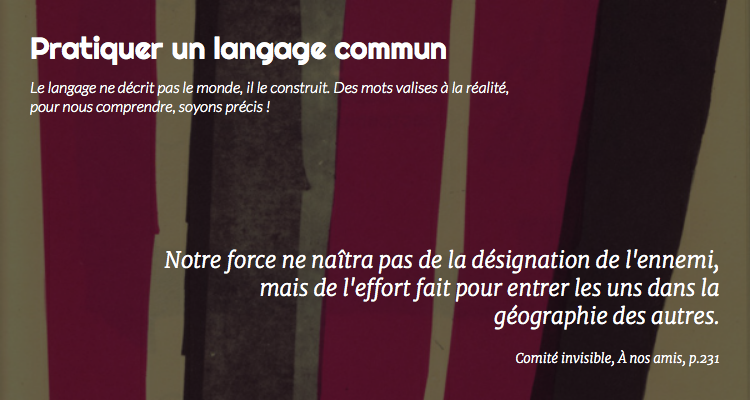 Pratiquer un langage commun
Le langage ne décrit pas le monde, il le construit. Des mots valises à la réalité,
pour nous comprendre, soyons précis !
Notre force ne naîtra pas de la désignation de l'ennemi,
mais de l'effort fait pour entrer les uns dans la
géographie des autres.
Comité invisible, À nos amis, p.231